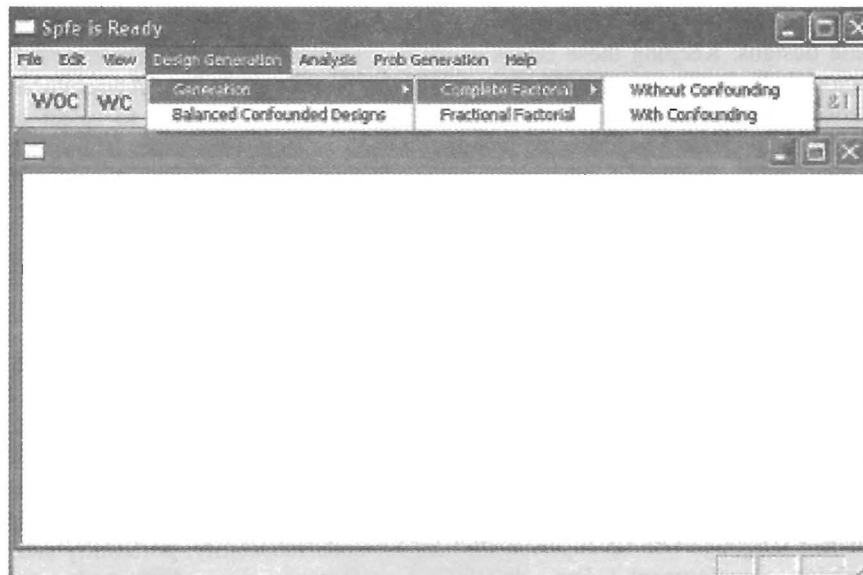 Spfe is Ready
File Edit View Design Generation Analysis Prob Generation Help
WOC WC Generation Complete Factorial Without Confounding
Balanced Confounded Designs Fractional Factorial With Confounding